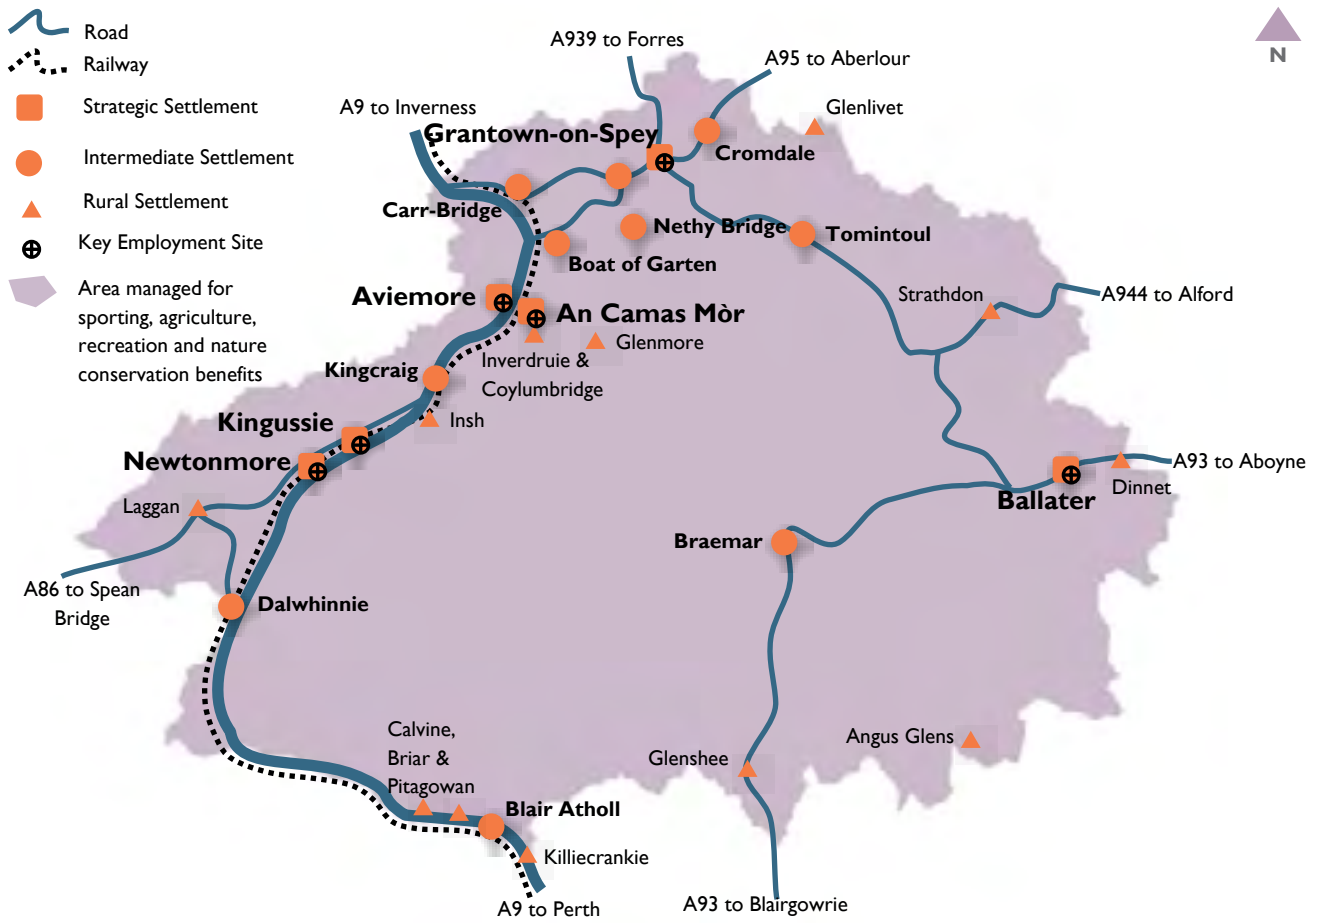 Road
Railway
Strategic Settlement
Intermediate Settlement
Rural Settlement
Key Employment Site
Area managed for
sporting, agriculture,
recreation and nature
conservation benefits
N
A939 to Forres
A95 to Aberlour
A9 to Inverness
Glenlivet
Grantown-on-Spey
Cromdale
Carr-Bridge
Nethy Bridge
Tomintoul
Boat of Garten
Aviemore
Strathdon
A944 to Alford
An Camas Mòr
Glenmore
Inverdruie &
Coylumbridge
Kingcraig
Kingussie
Insh
Newtonmore
A93 to Aboyne
Dinnet
Ballater
Laggan
Braemar
A86 to Spean
Bridge
Dalwhinnie
Calvine,
Briar &
Pitagowan
Angus Glens
Glenshee
Blair Atholl
Killiecrankie
A9 to Perth
A93 to Blairgowrie